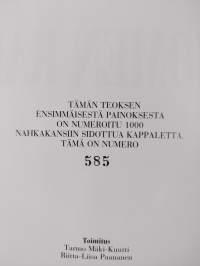 TÄMÄN TEOKSEN
ENSIMMÄISESTÄ PAINOKSESTA
ON NUMEROITU 1000
NAHKAKANSIIN SIDOTTUA KAPPALETTA.
TÄMÄ ON NUMERO
585
Toimitus
Tarmo Mäki-Kuutti
Riitta-Liisa Paunanen